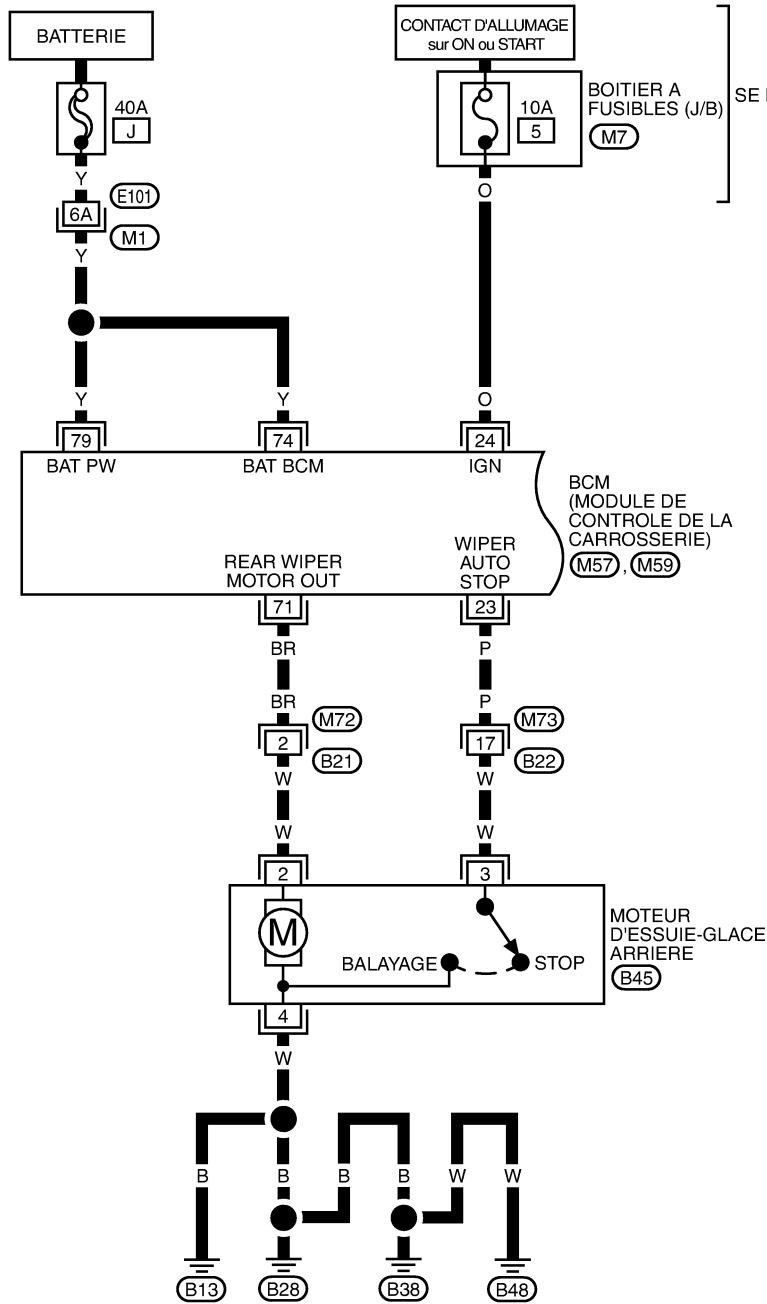 BATTERIE
CONTACT D'ALLUMAGE
sur ON ou START
40A
J
10A
5
BOITIER A
FUSIBLES (J/B)
M7
SE
Y
E101
6A
M1
Y
O
Y
Y
O
79
74
24
BAT PW
BAT BCM
IGN
BCM
(MODULE DE
CONTROLE DE LA
CARROSSERIE)
M57 , M59
REAR WIPER
MOTOR OUT
WIPER
AUTO
STOP
71
23
BR
P
BR
P
M72
M73
2
17
B21
B22
W
W
W
W
2
3
M
BALAYAGE
STOP
MOTEUR
D'ESSUIE-GLACE
ARRIERE
B45
4
W
B
B
B
B
W
W
B13
B28
B38
B48